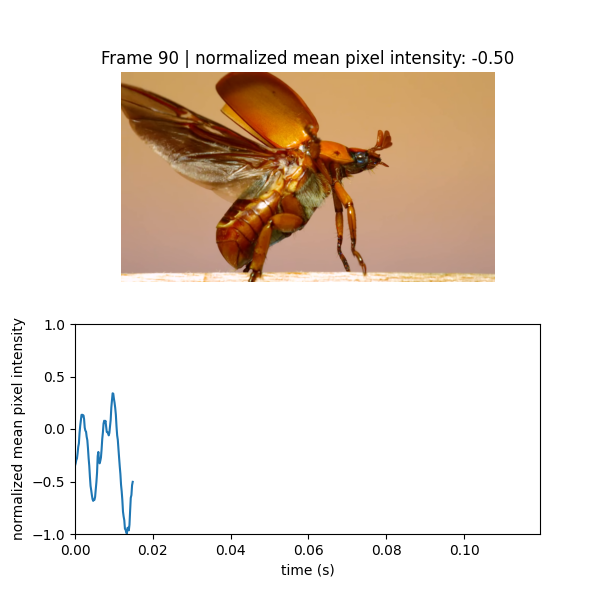 Frame 90 | normalized mean pixel intensity: -0.50
normalized mean pixel intensity
1.0
0.5
0.0
−0.5
−1.0
0.00 0.02 0.04 0.06 0.08 0.10
time (s)